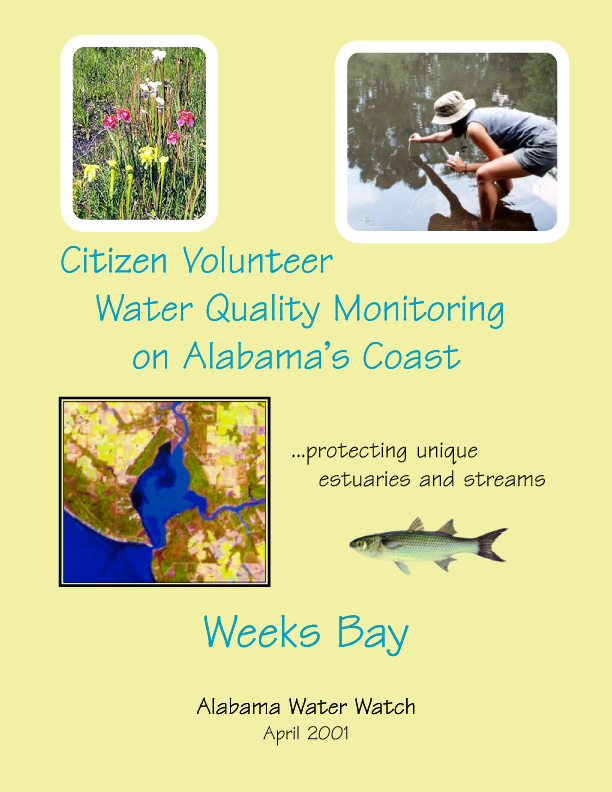 Citizen Volunteer
Water Quality Monitoring
on Alabama's Coast
...protecting unique
estuaries and streams
Weeks Bay
Alabama Water Watch
April 2001